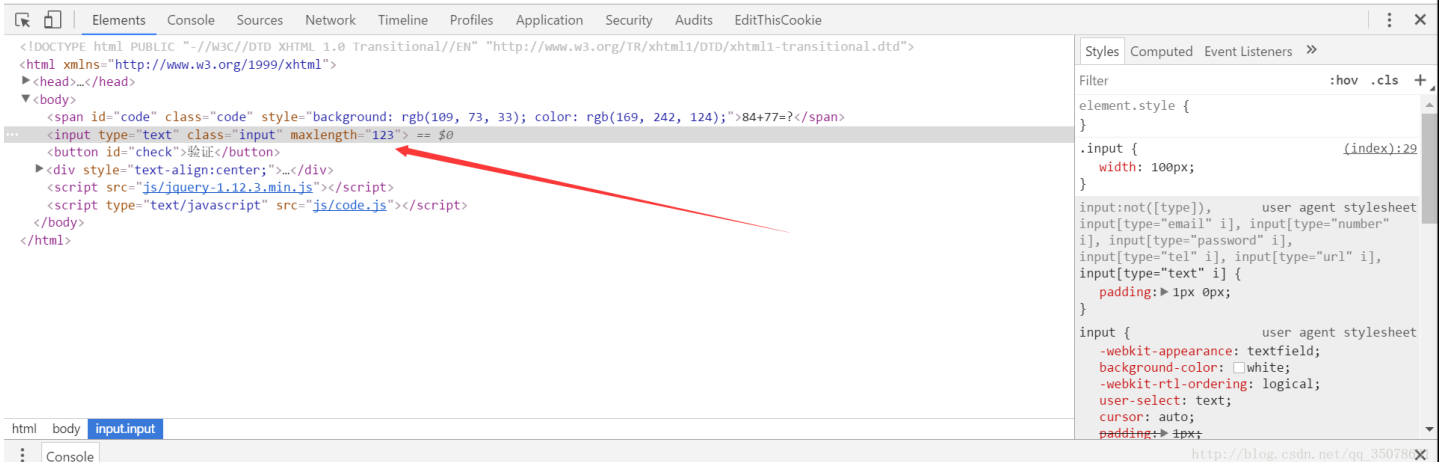 Elements Console Sources Network Timeline Profiles Application Security Audits EditThisCookie
<!DOCTYPE html PUBLIC "-//W3C//DTD XHTML 1.0 Transitional//EN" "http://www.w3.org/TR/xhtml1/DTD/xhtml1-transitional.dtd">
<html xmlns="http://www.w3.org/1999/xhtml">
<head>…</head>
<body>
<span id="code" class="code" style="background: rgb(109, 73, 33); color: rgb(169, 242, 124);">84+77=?</span>
<input type="text" class="input" maxlength="123"> == $0
<button id="check">验证</button>
<div style="text-align:center;">…</div>
<script src="js/jquery-1.12.3.min.js"></script>
<script type="text/javascript" src="js/code.js"></script>
</body>
</html>
html body input.input
Console
Styles Computed Event Listeners »
Filter :hov .cls +
element.style {
}
.input { (index):29
width: 100px;
}
input:not([type]), user agent stylesheet
input[type="email" i], input[type="number"
i], input[type="password" i],
input[type="tel" i], input[type="url" i],
input[type="text" i] {
padding: 1px 0px;
}
input { user agent stylesheet
-webkit-appearance: textfield;
background-color: white;
-webkit-rtl-ordering: logical;
user-select: text;
cursor: auto;
padding: 1px;